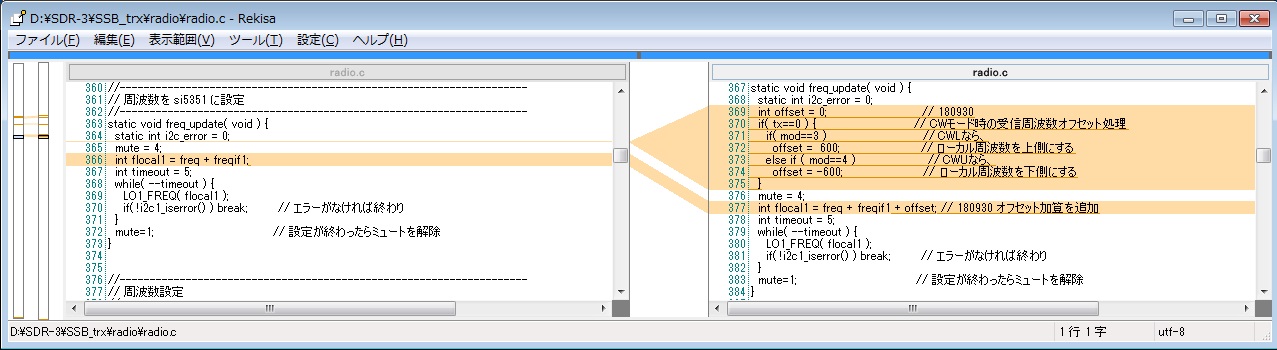 D:¥SDR-3¥SSB_trx¥radio¥radio.c - Rekisa
ファイル(F) 編集(E) 表示範囲(V) ツール(T) 設定(C) ヘルプ(H)
radio.c
360 //----------------------------------------------------------------------
361 // 周波数を si5351 に設定
362 //----------------------------------------------------------------------
363 static void freq_update( void ) {
364 static int i2c_error = 0;
365 mute = 4;
366 int flocal1 = freq + freqif1;
367 int timeout = 5;
368 while( --timeout ) {
369 LO1_FREQ( flocal1 );
370 if( !i2c1_iserror() ) break; // エラーがなければ終わり
371 }
372 mute=1; // 設定が終わったらミュートを解除
373 }
374
375
376 //----------------------------------------------------------------------
377 // 周波数設定
radio.c
367 static void freq_update( void ) {
368 static int i2c_error = 0;
369 int offset = 0; // 180930
370 if( tx==0 ) { // CWモード時の受信周波数オフセット処理
371 if( mod==3 ) // CWLなら、
372 offset = 600; // ローカル周波数を上側にする
373 else if ( mod==4 ) // CWUなら、
374 offset = -600; // ローカル周波数を下側にする
375 }
376 mute = 4;
377 int flocal1 = freq + freqif1 + offset; // 180930 オフセット加算を追加
378 int timeout = 5;
379 while( --timeout ) {
380 LO1_FREQ( flocal1 );
381 if( !i2c1_iserror() ) break; // エラーがなければ終わり
382 }
383 mute=1; // 設定が終わったらミュートを解除
384 }
D:¥SDR-3¥SSB_trx¥radio¥radio.c
1 行 1 字
utf-8